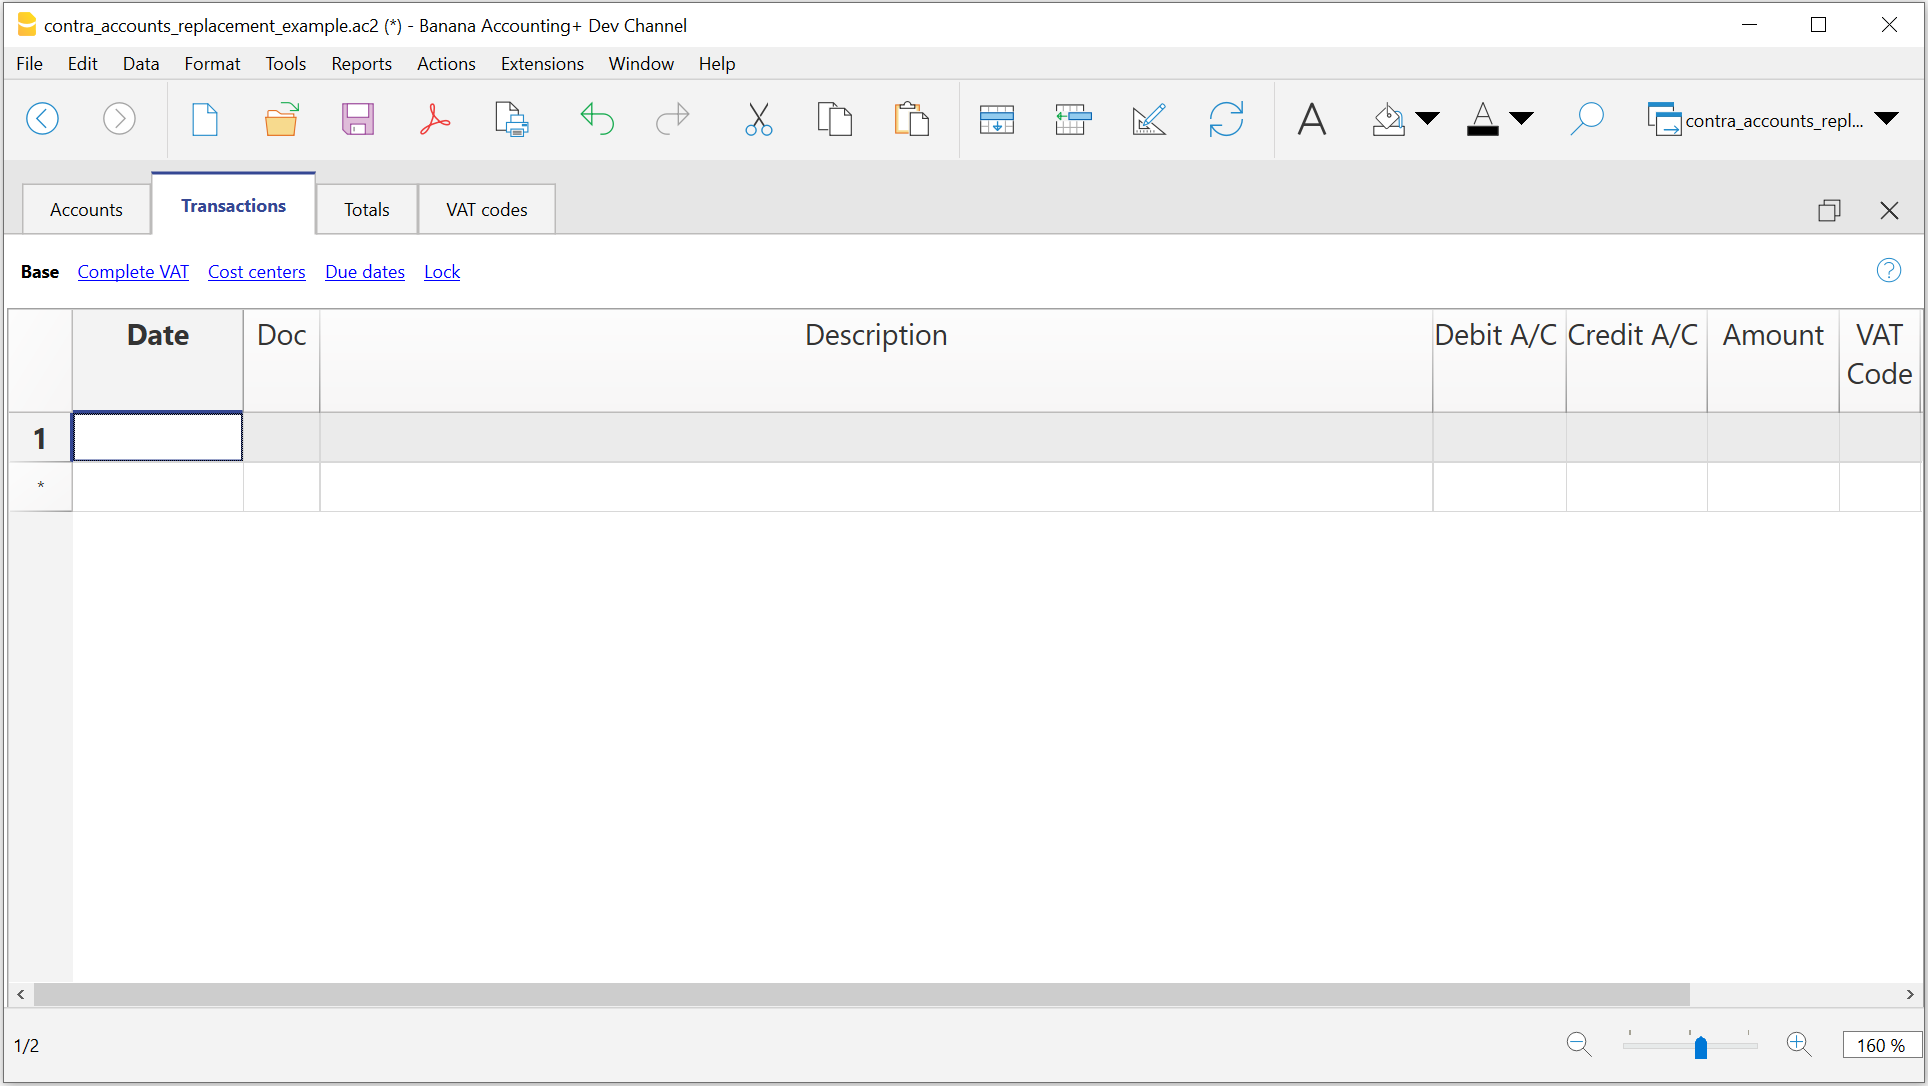 contra_accounts_replacement_example.ac2 (*) - Banana Accounting+ Dev Channel
File Edit Data Format Tools Reports Actions Extensions Window Help
contra_accounts_repl...
Accounts Transactions Totals VAT codes
Base Complete VAT Cost centers Due dates Lock
Date Doc Description Debit A/C Credit A/C Amount VAT Code
1
*
1/2
160 %